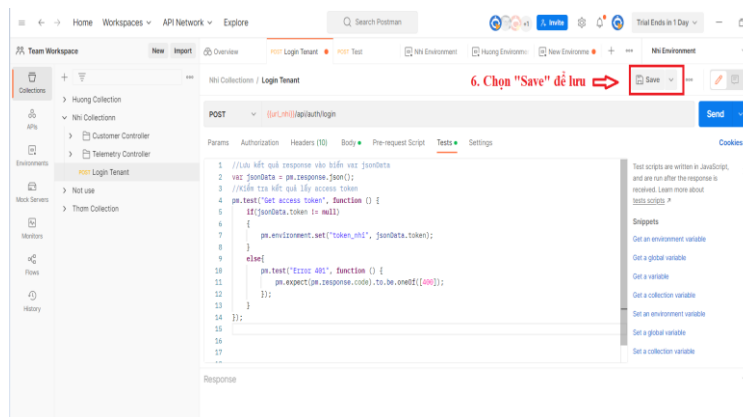 Home Workspaces API Network Explore
Search Postman
+1 Invite
Trial Ends in 1 Day
Team Workspace
New Import
Overview
POST Login Tenant
POST Test
Nhi Environment
Huong Environme
New Environme
Nhi Environment
Collections
APIs
Environments
Mock Servers
Monitors
Flows
History
Huong Collection
Nhi Collectionn
Customer Controller
Telemetry Controller
POST Login Tenant
Not use
Tham Collection
Nhi Collectionn / Login Tenant
6. Chọn "Save" để lưu
Save
POST {{url_nhi}}/api/auth/login
Send
Params Authorization Headers (10) Body Pre-request Script Tests Settings
Cookies
1 //Lưu kết quả response vào biến var jsonData
2 var jsonData = pm.response.json();
3 //Kiểm tra kết quả lấy access token
4 pm.test("Get access token", function () {
5 if(jsonData.token != null)
6 {
7 pm.environment.set("token_nhi", jsonData.token);
8 }
9 else{
10 pm.test("Error 401", function () {
11 pm.expect(pm.response.code).to.be.oneOf([400]);
12 });
13 }
14 });
15
16
17
Test scripts are written in JavaScript,
and are run after the response is
received. Learn more about
tests scripts
Snippets
Get an environment variable
Get a global variable
Get a variable
Get a collection variable
Set an environment variable
Set a global variable
Set a collection variable
Response